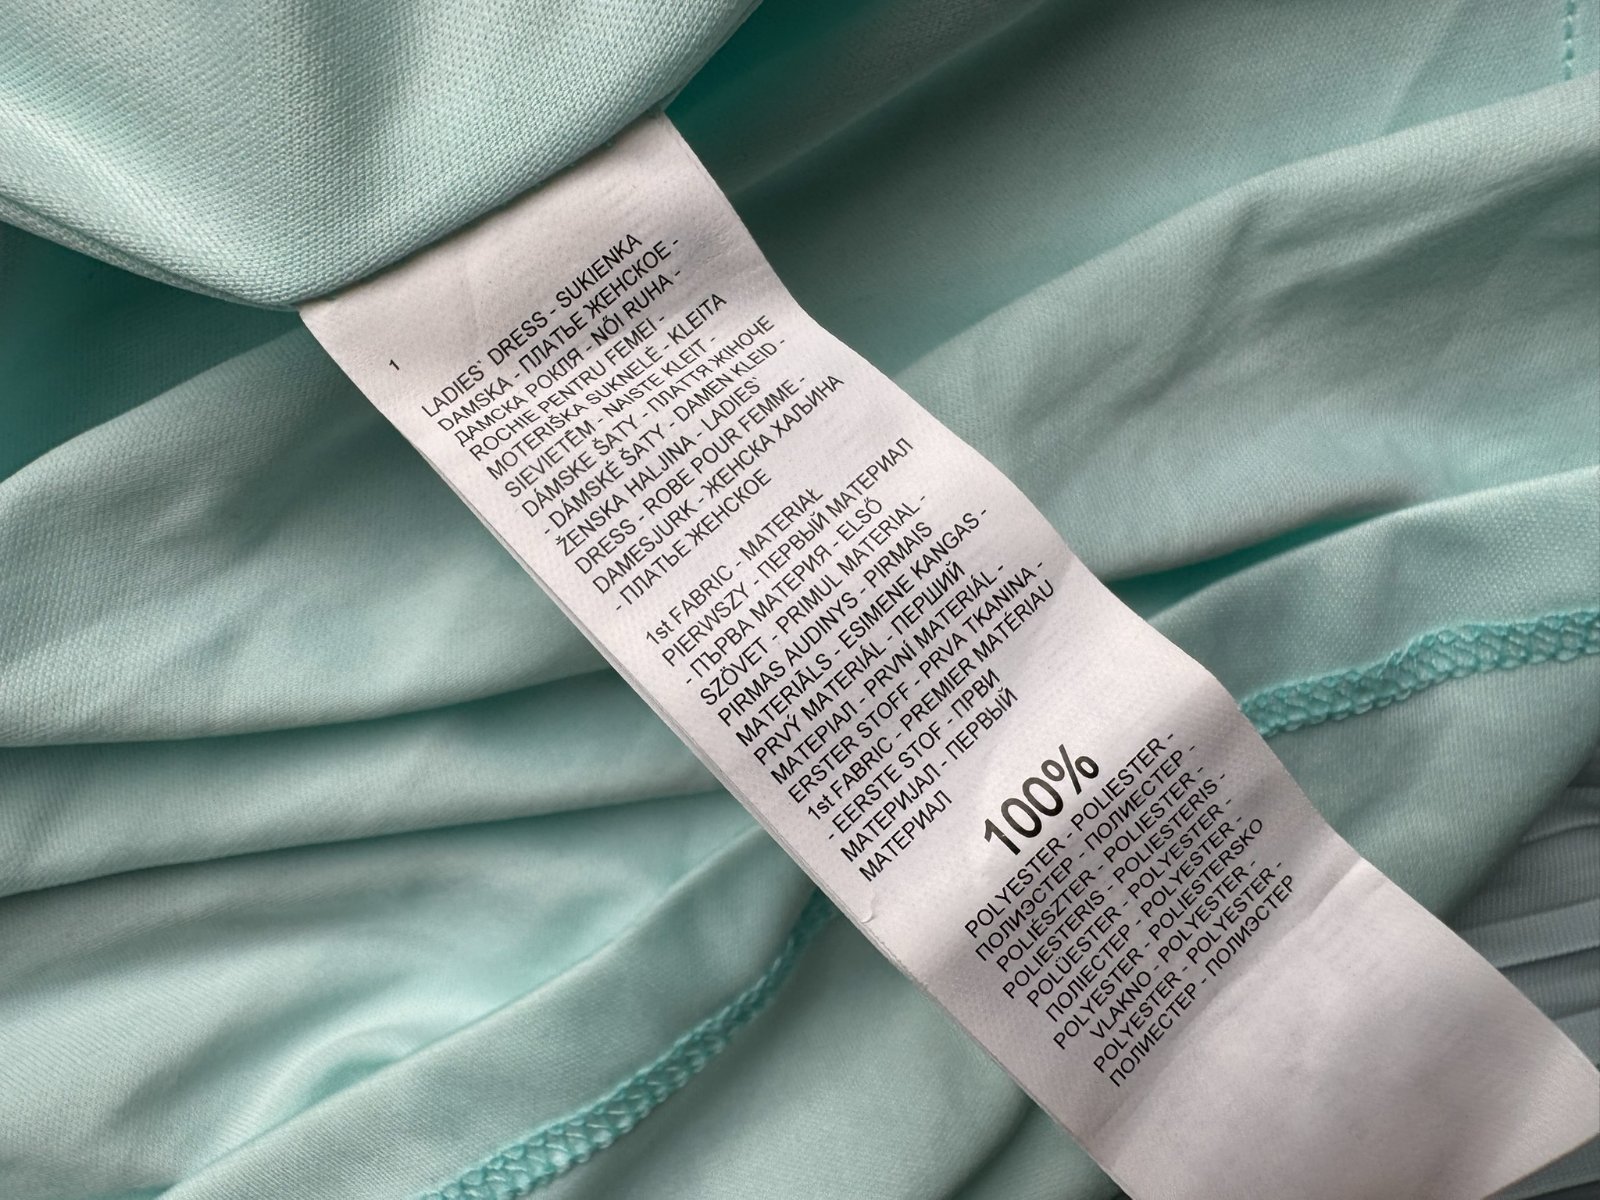 1
LADIES` DRESS - SUKIENKA
DAMSKA - ПЛАТЬЕ ЖЕНСКОЕ -
ДАМСКА РОКЛЯ - NŐI RUHA -
ROCHIE PENTRU FEMEI -
MOTERIŠKA SUKNELĖ - KLEITA
SIEVIETĒM - NAISTE KLEIT -
DÁMSKE ŠATY - ПЛАТТЯ ЖІНОЧЕ
- DÁMSKÉ ŠATY - DAMEN KLEID -
ŽENSKA HALJINA - LADIES`
DRESS - ROBE POUR FEMME -
DAMESJURK - ЖЕНСКА ХАЉИНА
- ПЛАТЬЕ ЖЕНСКОЕ
1st FABRIC - MATERIAŁ
PIERWSZY - ПЕРВЫЙ МАТЕРИАЛ
- ПЪРВА МАТЕРИЯ - ELSŐ
SZÖVET - PRIMUL MATERIAL -
PIRMAS AUDINYS - PIRMAIS
MATERIĀLS - ESIMENE KANGAS -
PRVÝ MATERIÁL - ПЕРШИЙ
МАТЕРІАЛ - PRVNÍ MATERIÁL -
ERSTER STOFF - PRVA TKANINA -
1st FABRIC - PREMIER MATÉRIAU
- EERSTE STOF - ПРВИ
МАТЕРИЈАЛ - ПЕРВЫЙ
МАТЕРИАЛ
100%
POLYESTER - POLIESTER -
ПОЛИЭСТЕР - ПОЛИЕСТЕР -
POLIÉSZTER - POLIESTER -
POLIESTERIS - POLIESTERIS -
POLÜESTER - POLYESTER -
ПОЛІЕСТЕР - POLYESTER -
POLYESTER - POLIESTERSKO
VLAKNO - POLYESTER -
POLYESTER - POLYESTER -
ПОЛИЕСТЕР - ПОЛИЭСТЕР